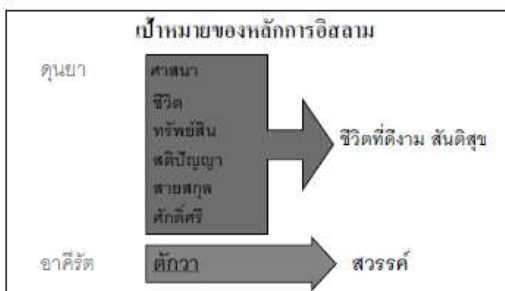 เป้าหมายของหลักการอิสลาม
ดุนยา
ศาสนา
ชีวิต
ทรัพย์สิน
สติปัญญา
สายสกุล
ศักดิ์ศรี
ชีวิตที่ดีงาม สันติสุข
อาคีรัต
ตักวา
สวรรค์